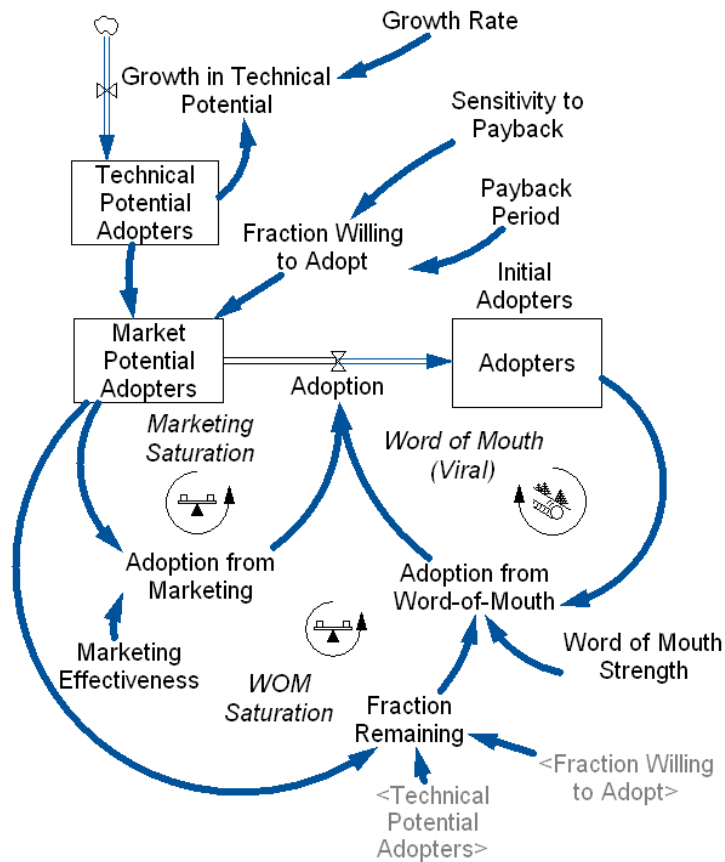 Growth Rate
Growth in Technical
Potential
Sensitivity to
Payback
Technical
Potential
Adopters
Payback
Period
Fraction Willing
to Adopt
Initial
Adopters
Market
Potential
Adopters
Adopters
Adoption
Marketing
Saturation
Word of Mouth
(Viral)
Adoption from
Marketing
Adoption from
Word-of-Mouth
Marketing
Effectiveness
Word of Mouth
Strength
WOM
Saturation
Fraction
Remaining
<Fraction Willing
to Adopt>
<Technical
Potential
Adopters>